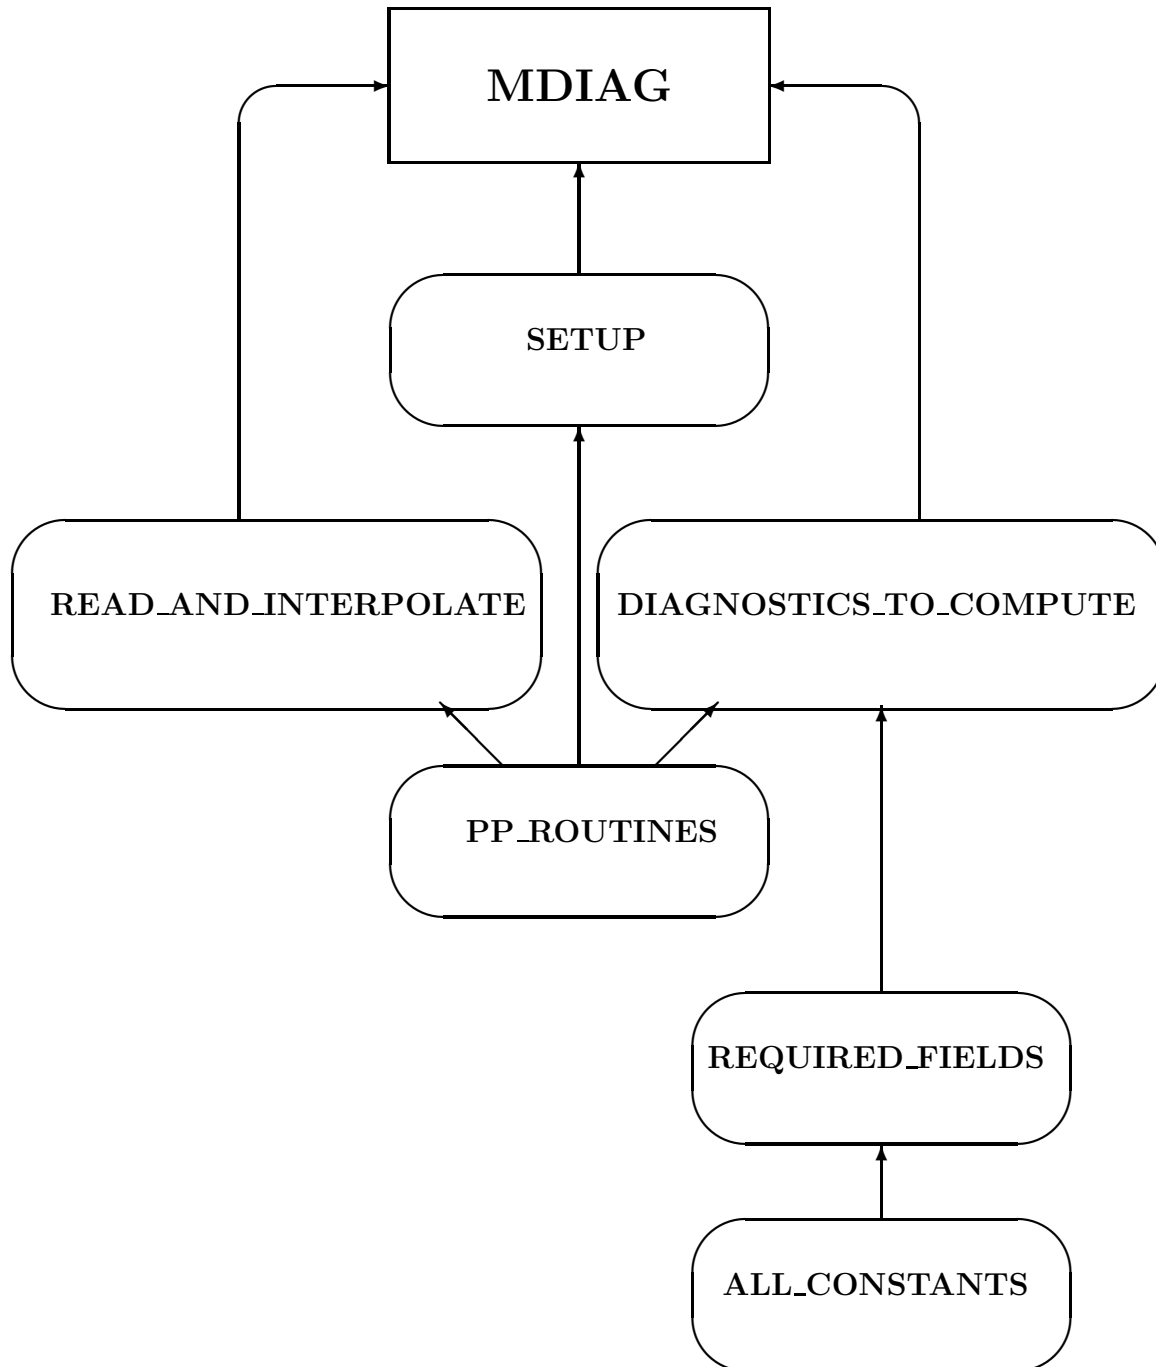 MDIAG
SETUP
READ_AND_INTERPOLATE
DIAGNOSTICS_TO_COMPUTE
PP_ROUTINES
REQUIRED_FIELDS
ALL_CONSTANTS